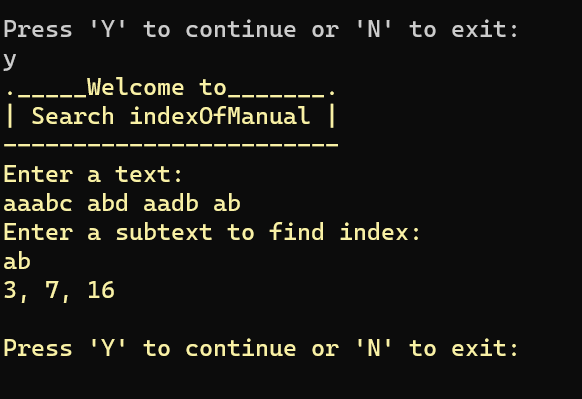 Press 'Y' to continue or 'N' to exit:
y
._____Welcome to_______.
| Search indexOfManual |
------------------------
Enter a text:
aaabc abd aadb ab
Enter a subtext to find index:
ab
3, 7, 16
Press 'Y' to continue or 'N' to exit: